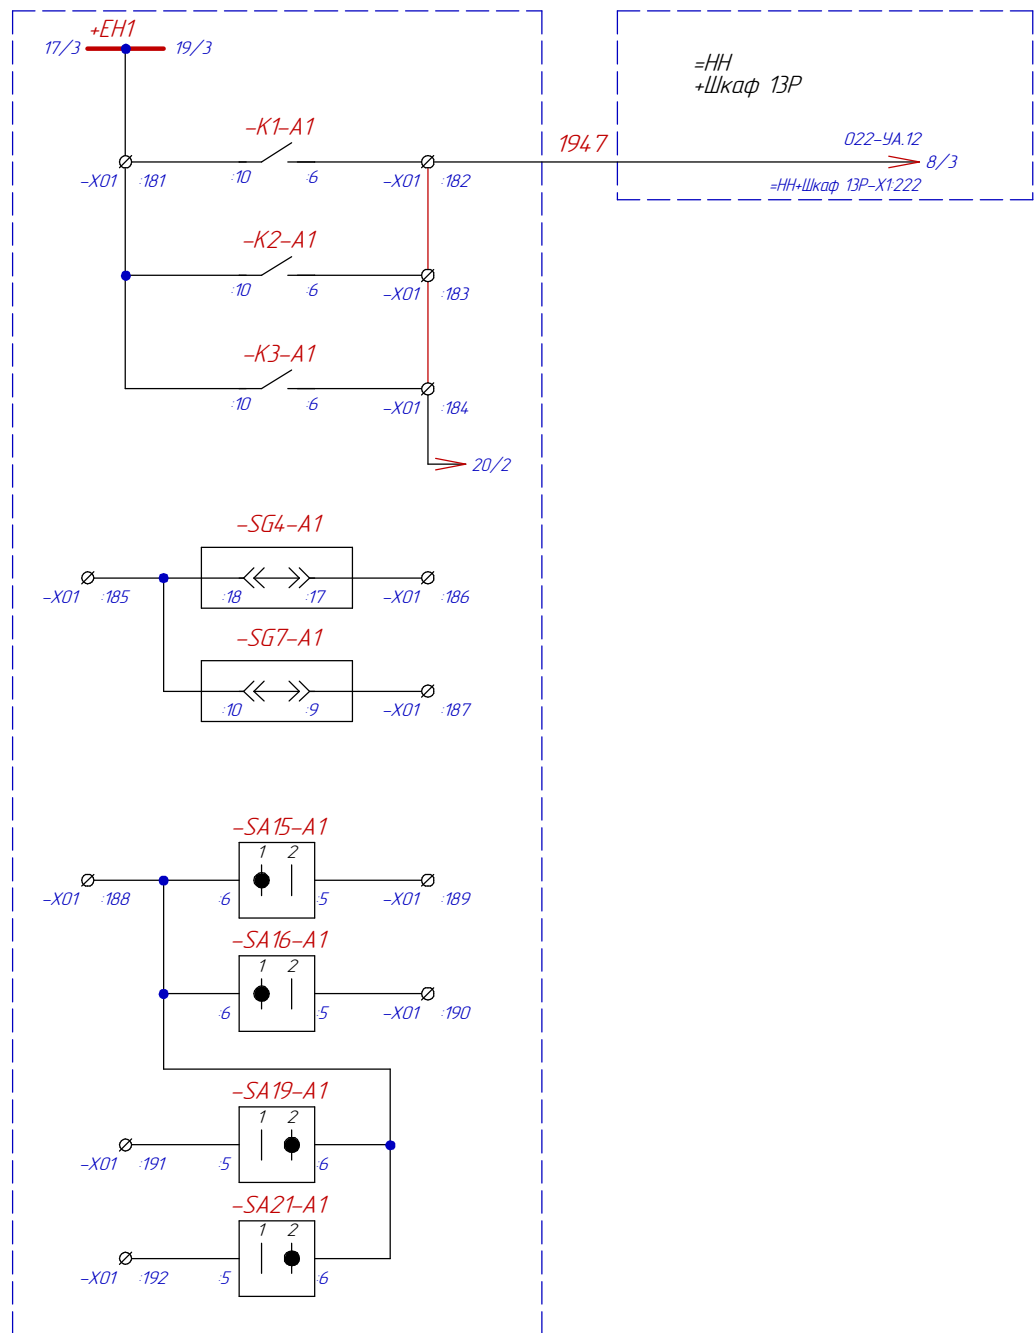 +EH1
17/3 19/3
=НН
+Шкаф 13Р
-K1-A1
1947
022-УА.12
8/3
-X01 :181 :10 :6 -X01 :182
=НН+Шкаф 13Р-X1:222
-K2-A1
:10 :6 -X01 :183
-K3-A1
:10 :6 -X01 :184
20/2
-SG4-A1
-X01 :185 :18 :17 -X01 :186
-SG7-A1
:10 :9 -X01 :187
-SA15-A1
1 2
-X01 :188 :6 :5 -X01 :189
-SA16-A1
1 2
:6 :5 -X01 :190
-SA19-A1
1 2
-X01 :191 :5 :6
-SA21-A1
1 2
-X01 :192 :5 :6